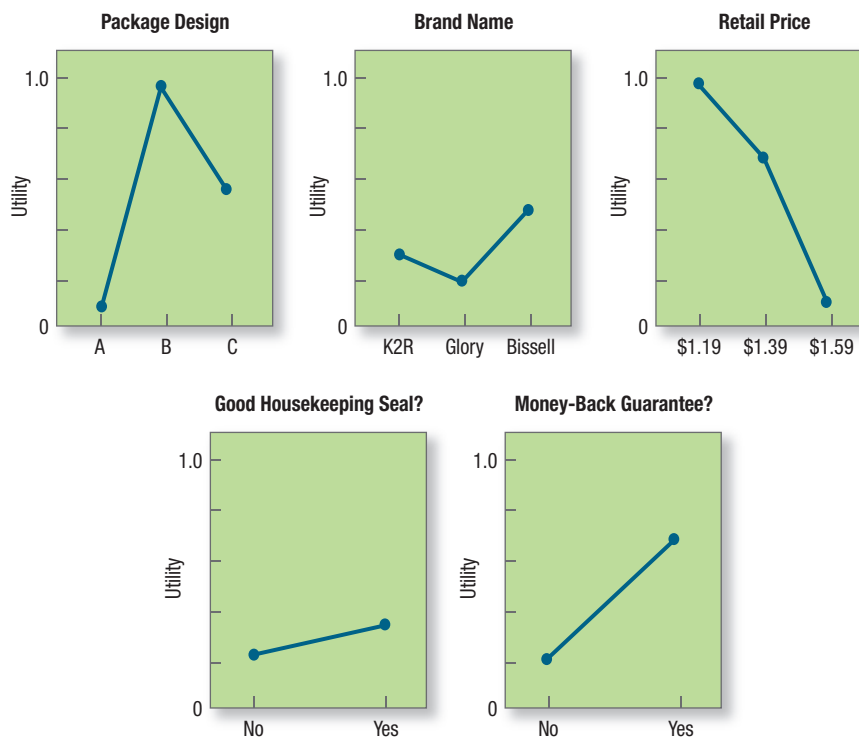 Package Design
1.0
Utility
0
A B C
Brand Name
1.0
Utility
0
K2R Glory Bissell
Retail Price
1.0
Utility
0
$1.19 $1.39 $1.59
Good Housekeeping Seal?
1.0
Utility
0
No Yes
Money-Back Guarantee?
1.0
Utility
0
No Yes